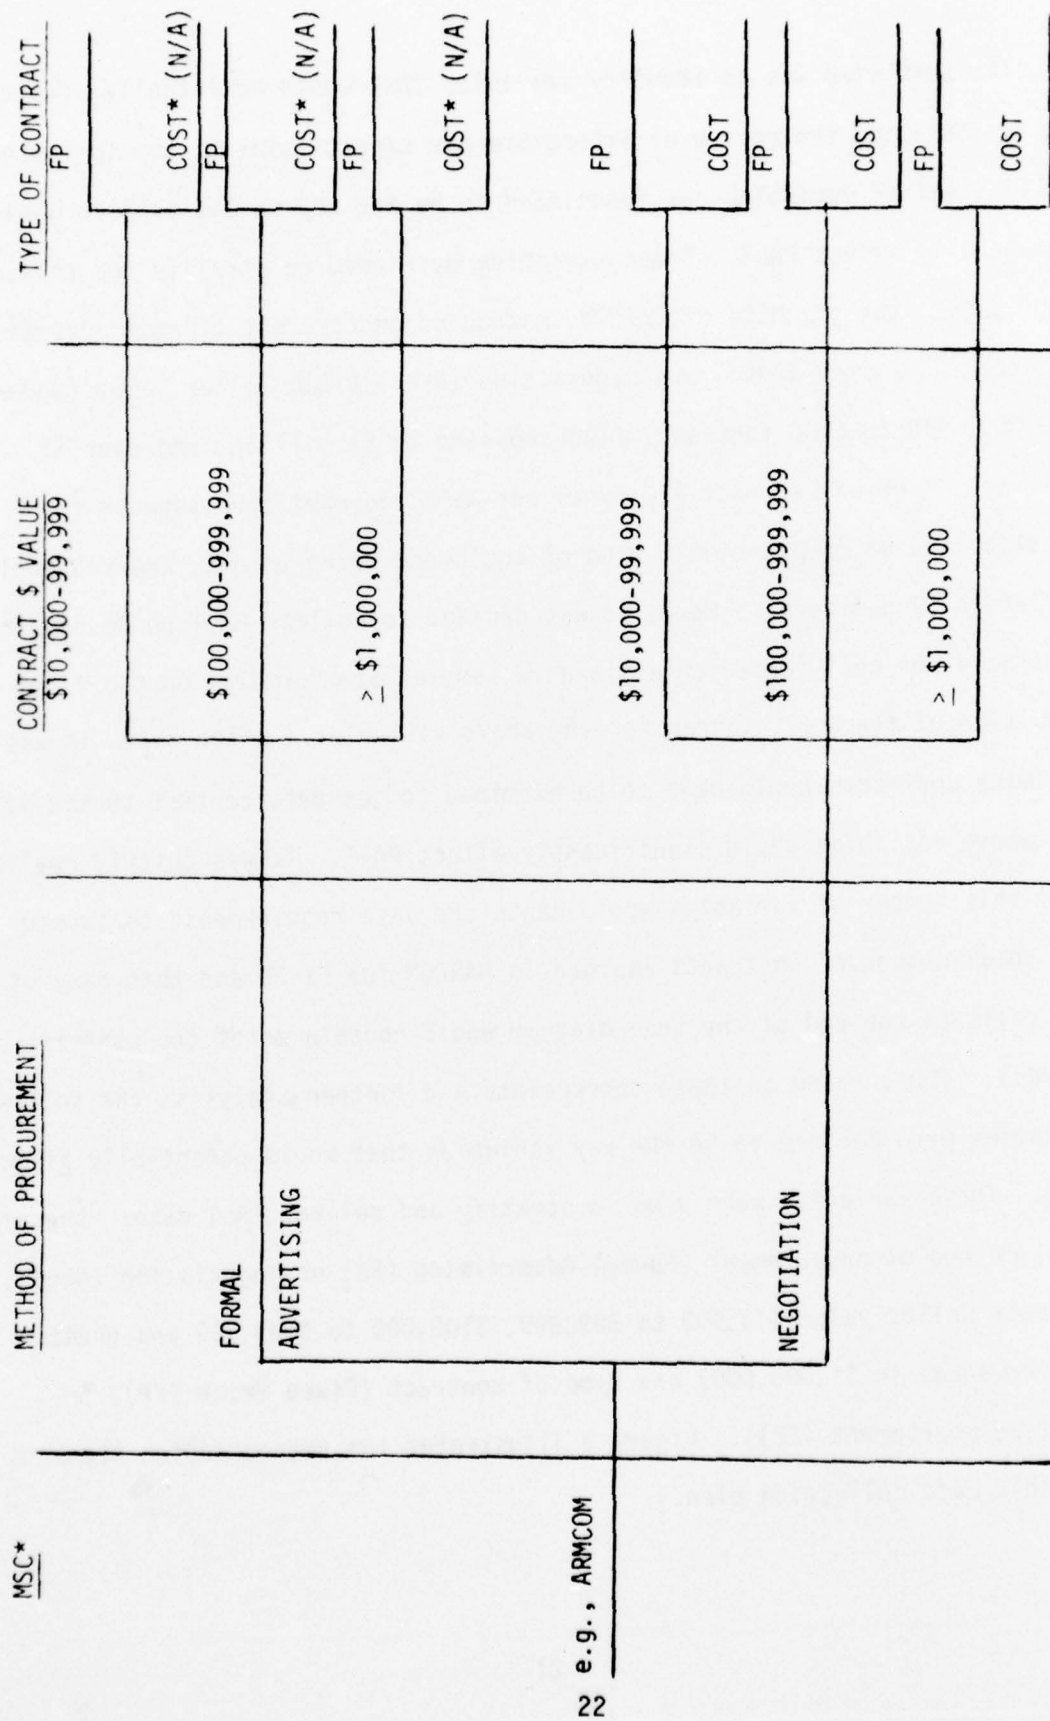 MSC*
METHOD OF PROCUREMENT
CONTRACT $ VALUE
TYPE OF CONTRACT
$10,000-99,999
FP
COST* (N/A)
FORMAL
ADVERTISING
$100,000-999,999
FP
COST* (N/A)
≥ $1,000,000
FP
COST* (N/A)
e.g., ARMCOM
$10,000-99,999
FP
COST
NEGOTIATION
$100,000-999,999
FP
COST
≥ $1,000,000
FP
COST
22